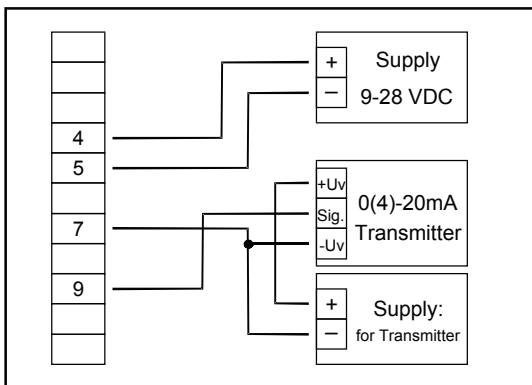 4
5
7
9
+
–
Supply
9-28 VDC
+Uv
Sig.
-Uv
0(4)-20mA
Transmitter
+
–
Supply:
for Transmitter